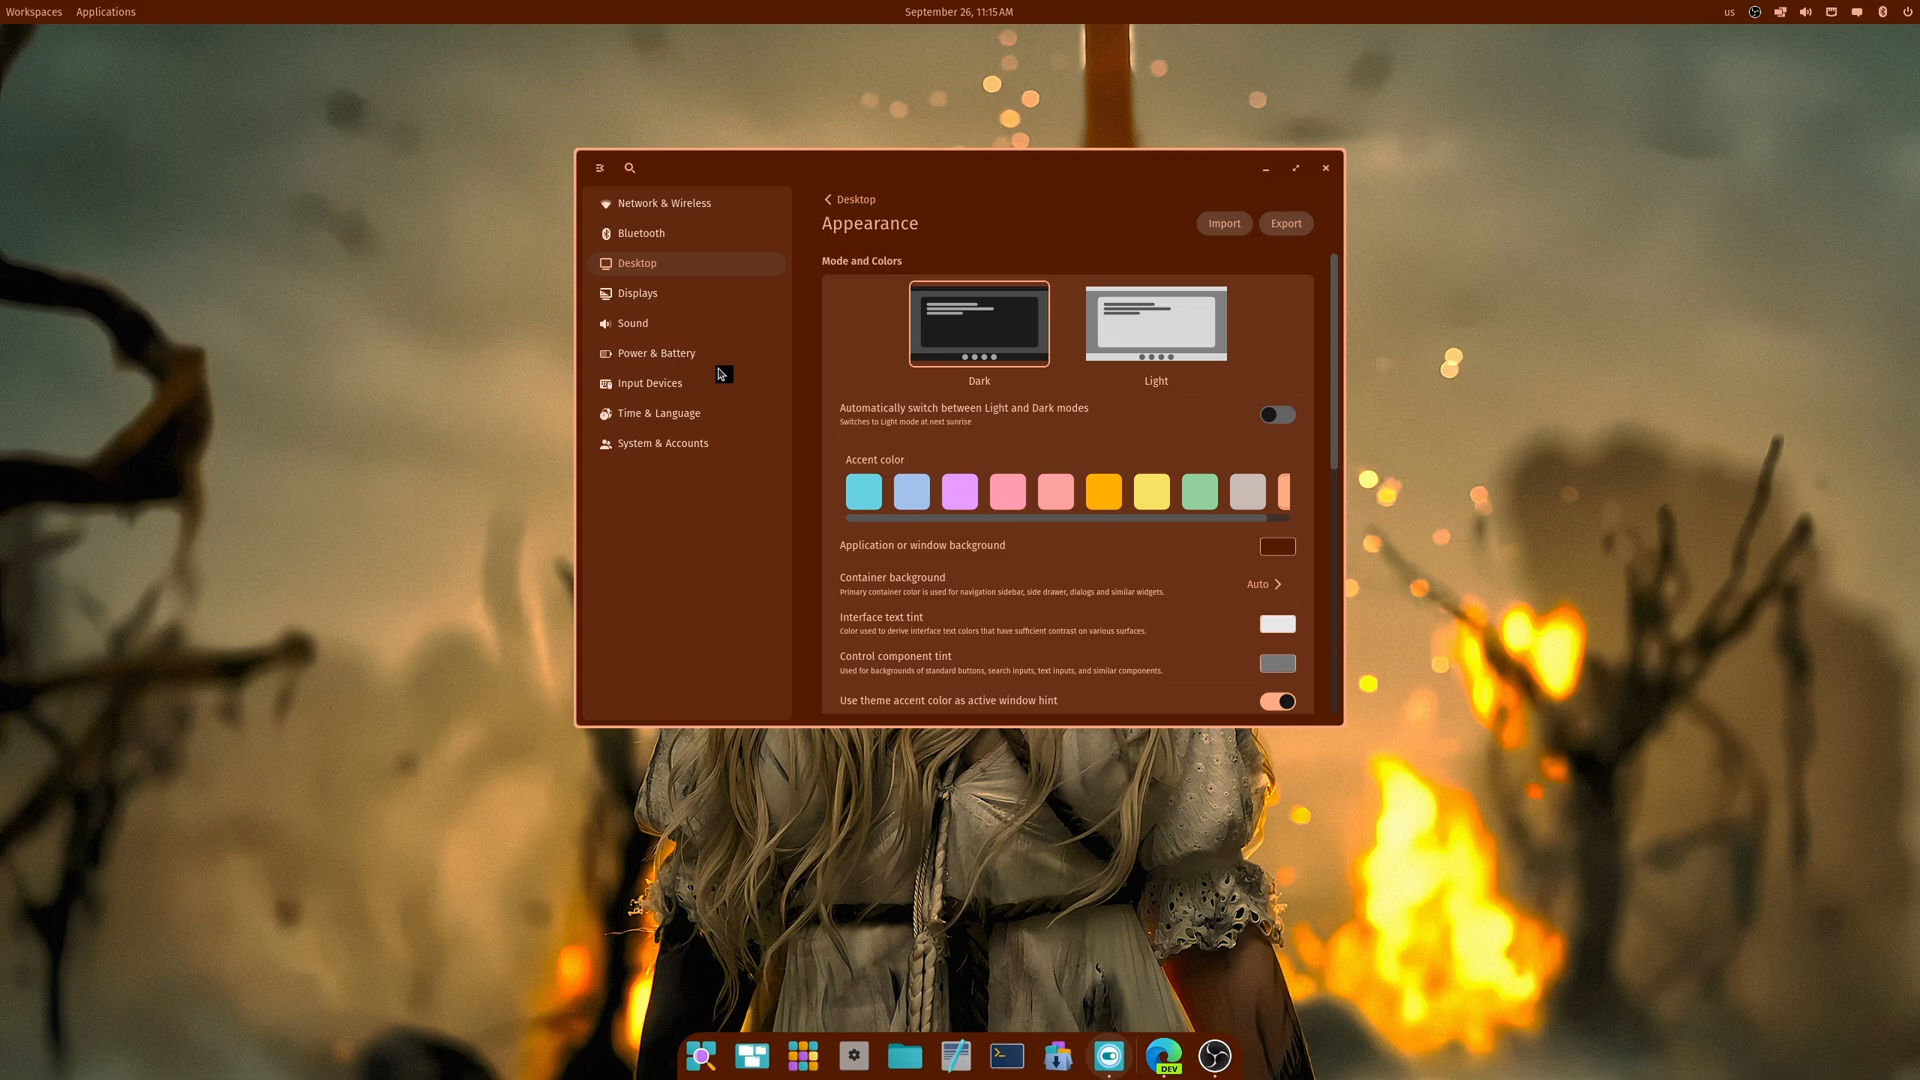 Workspaces Applications September 26, 11:15 AM us
Desktop
Appearance Import Export
Network & Wireless
Bluetooth
Desktop
Displays
Sound
Power & Battery
Input Devices
Time & Language
System & Accounts
Mode and Colors
Dark Light
Automatically switch between Light and Dark modes
Switches to Light mode at next sunrise
Accent color
Application or window background
Container background
Primary container color is used for navigation sidebar, side drawer, dialogs and similar widgets.
Auto
Interface text tint
Color used to derive interface text colors that have sufficient contrast on various surfaces.
Control component tint
Used for backgrounds of standard buttons, search inputs, text inputs, and similar components.
Use theme accent color as active window hint
DEV